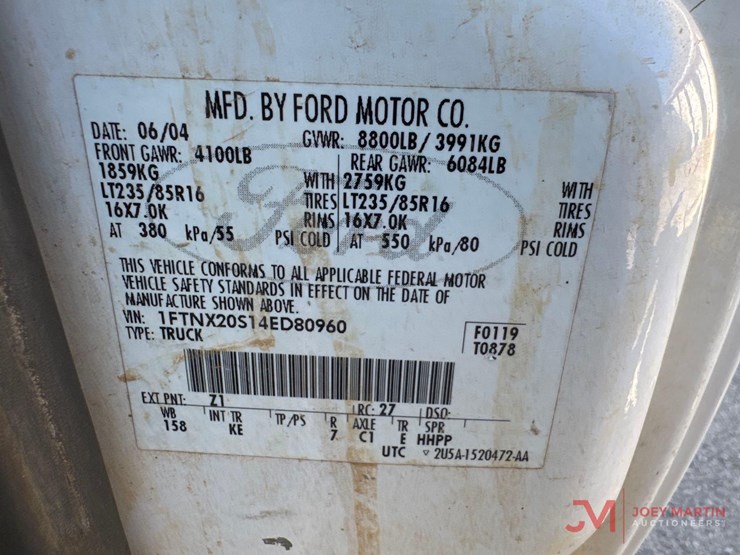 MFD. BY FORD MOTOR CO.
DATE: 06/04 GVWR: 8800LB/ 3991KG
FRONT GAWR: 4100LB REAR GAWR: 6084LB
1859KG WITH 2759KG WITH
LT235/85R16 TIRES LT235/85R16 TIRES
16X7.0K RIMS 16X7.0K RIMS
AT 380 kPa/55 PSI COLD AT 550 kPa/80 PSI COLD
Ford
THIS VEHICLE CONFORMS TO ALL APPLICABLE FEDERAL MOTOR
VEHICLE SAFETY STANDARDS IN EFFECT ON THE DATE OF
MANUFACTURE SHOWN ABOVE.
VIN: 1FTNX20S14ED80960 F0119
TYPE: TRUCK T0878
EXT PNT: Z1 RC: 27 DSO:
WB INT TR TP/PS R AXLE TR SPR
158 KE 7 C1 E HHPP
UTC ▽ 2U5A-1520472-AA
JM JOEY MARTIN
AUCTIONEERS